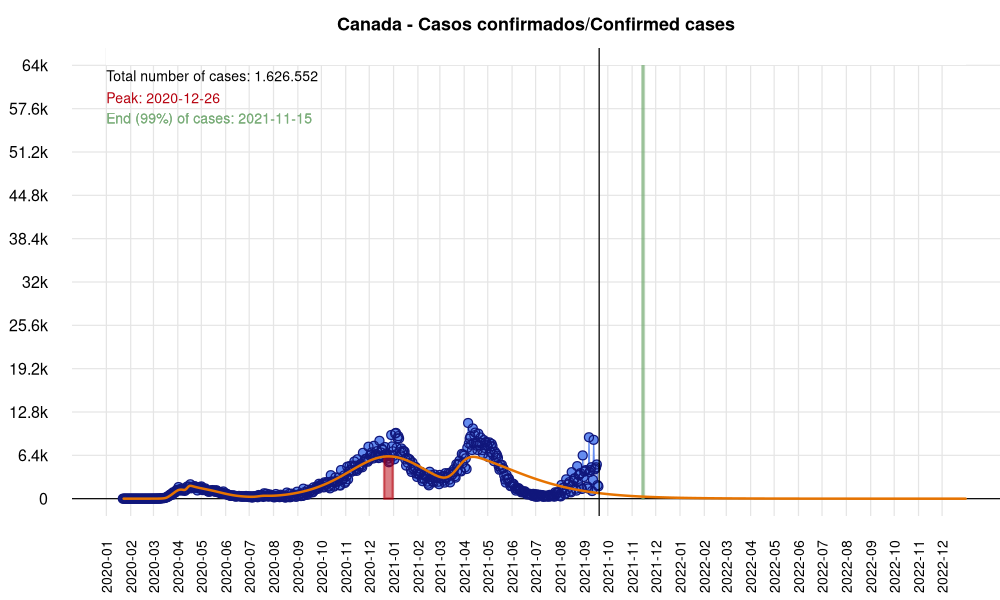 Canada - Casos confirmados/Confirmed cases
64k
57.6k
51.2k
44.8k
38.4k
32k
25.6k
19.2k
12.8k
6.4k
0
Total number of cases: 1.626.552
Peak: 2020-12-26
End (99%) of cases: 2021-11-15
2020-01
2020-02
2020-03
2020-04
2020-05
2020-06
2020-07
2020-08
2020-09
2020-10
2020-11
2020-12
2021-01
2021-02
2021-03
2021-04
2021-05
2021-06
2021-07
2021-08
2021-09
2021-10
2021-11
2021-12
2022-01
2022-02
2022-03
2022-04
2022-05
2022-06
2022-07
2022-08
2022-09
2022-10
2022-11
2022-12